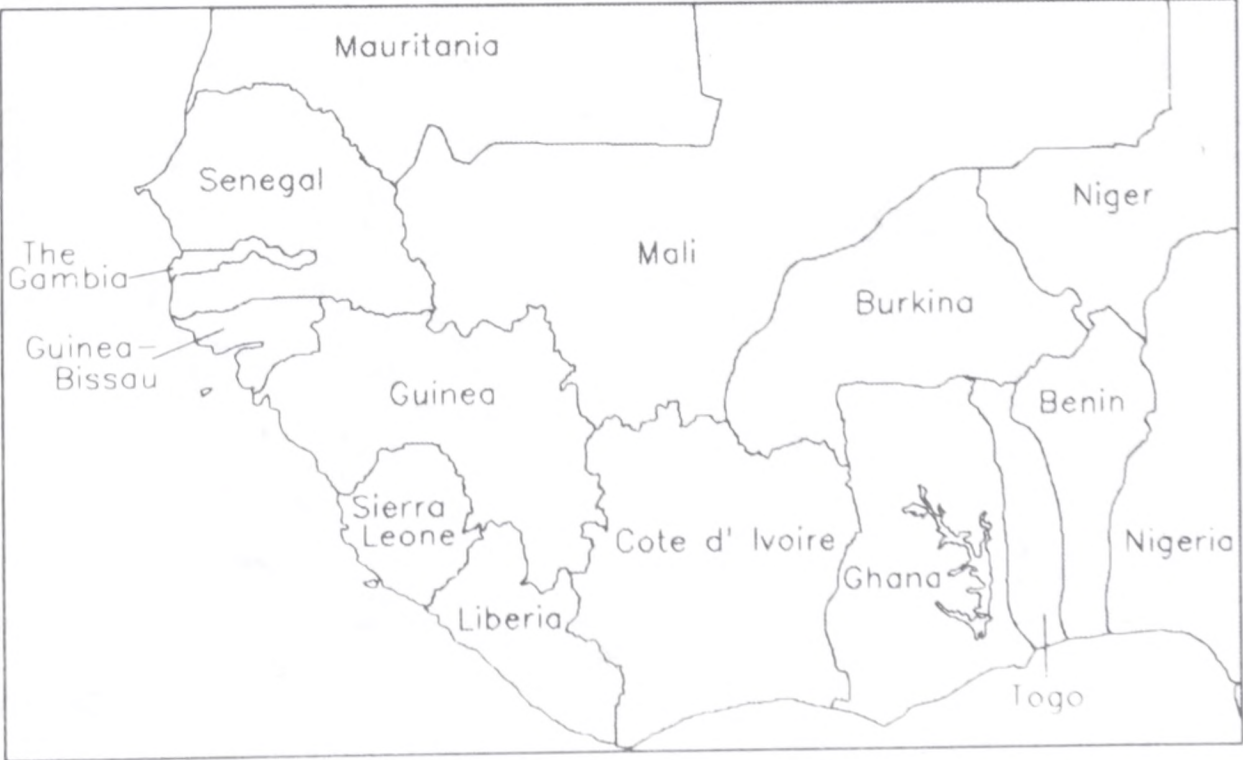 Mauritania
Senegal
Niger
The
Gambia
Mali
Burkina
Guinea-
Bissau
Guinea
Benin
Sierra
Leone
Cote d' Ivoire
Nigeria
Ghana
Liberia
Togo